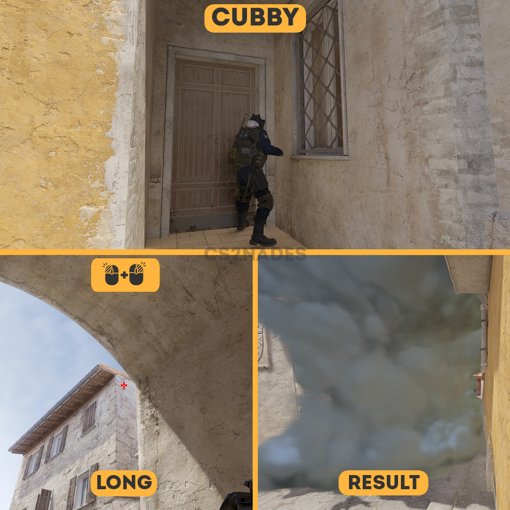 CUBBY
CS2NADES
+
LONG
RESULT